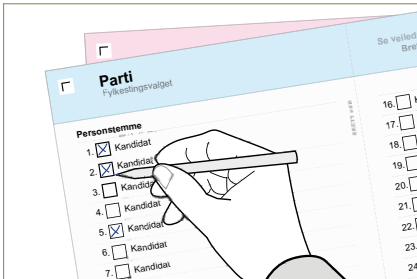 Parti
Fylkestingsvalget
Se veiled
Bre
Personstemme
1. Kandidat
2. Kandidat
3. Kandidat
4. Kandidat
5. Kandidat
6. Kandidat
7. Kandidat
16.
17.
18.
19.
20.
21.
22.
23.
24